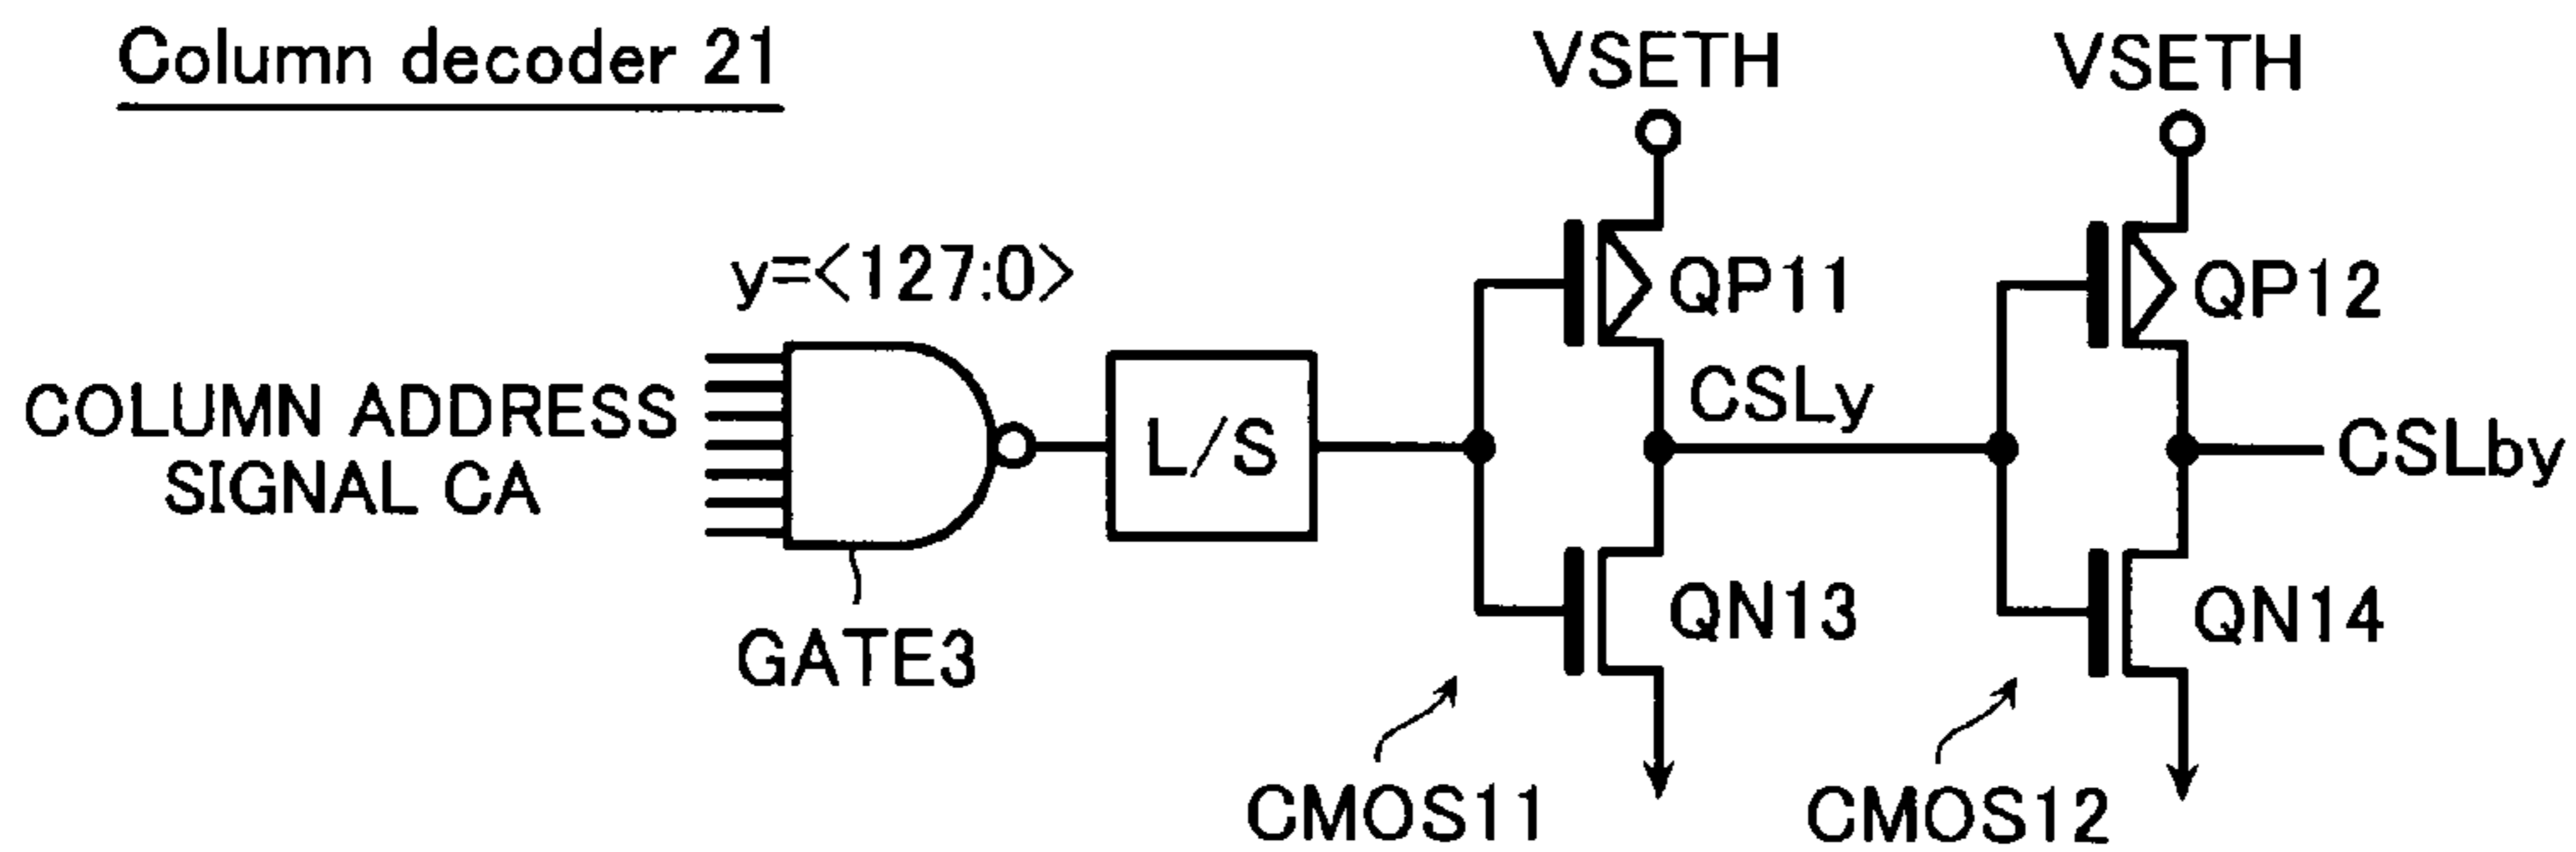 Column decoder 21
VSETH
VSETH
y=<127:0>
QP11
QP12
COLUMN ADDRESS
SIGNAL CA
L/S
CSLy
CSLby
GATE3
QN13
QN14
CMOS11
CMOS12